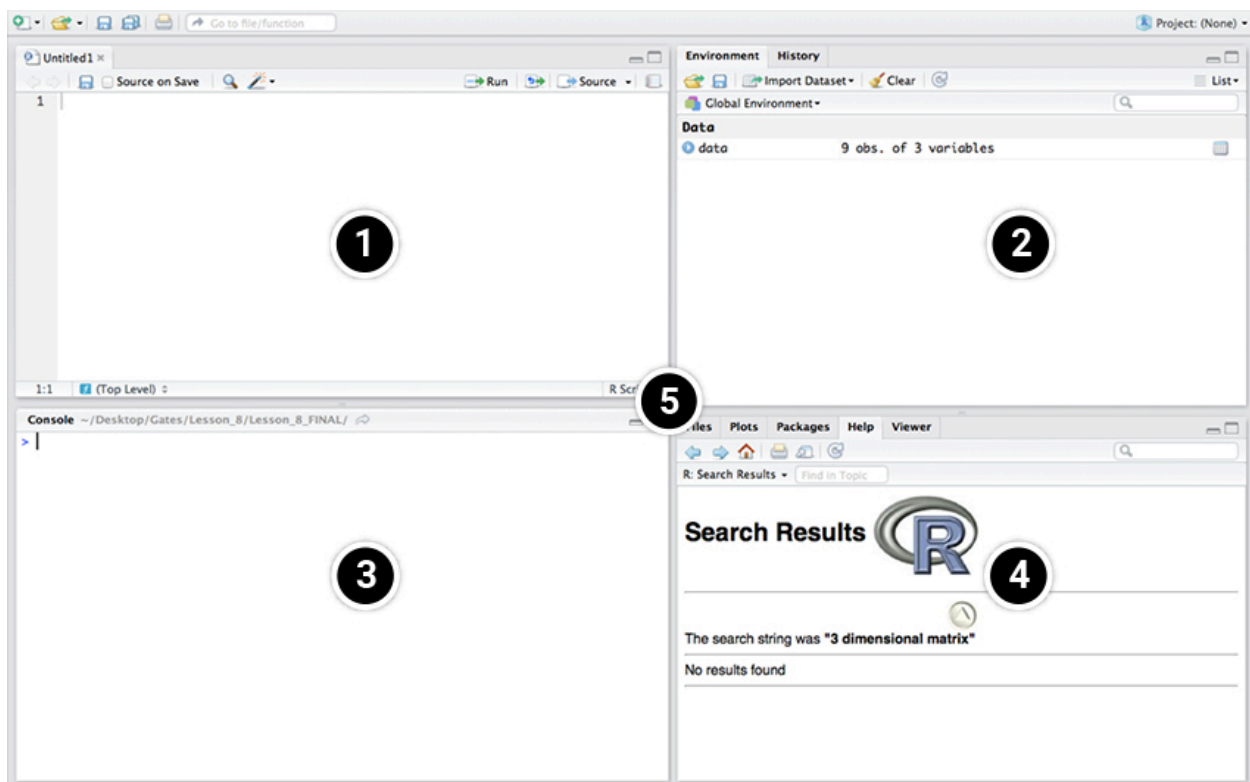 Go to file/function
Project: (None)
Untitled1
Source on Save
Run
Source
1
1
1:1
(Top Level)
Environment History
Import Dataset
Clear
List
Global Environment
Data
data 9 obs. of 3 variables
2
5
Console ~/Desktop/Gates/Lesson_8/Lesson_8_FINAL/
>
3
Plots Packages Help Viewer
R: Search Results
Find in Topic
Search Results
R
4
The search string was "3 dimensional matrix"
No results found